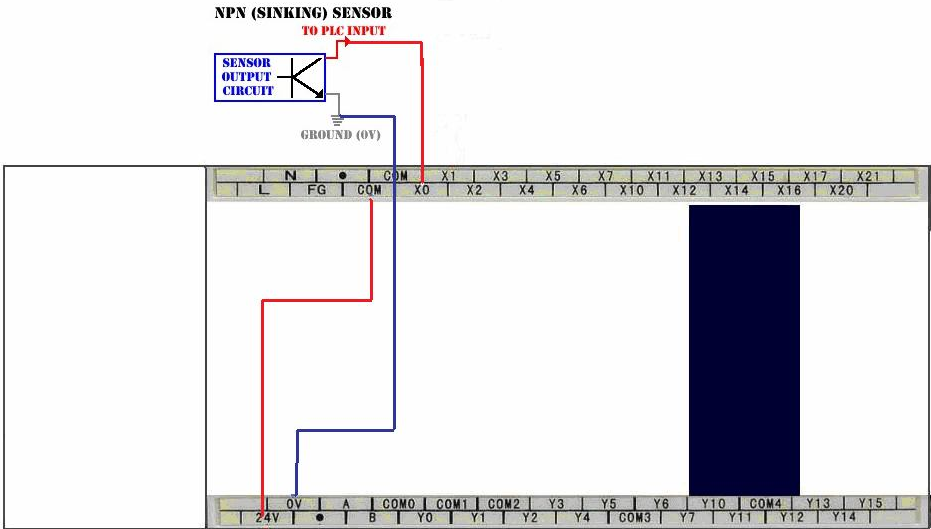 NPN (SINKING) SENSOR
TO PLC INPUT
SENSOR
OUTPUT
CIRCUIT
GROUND (0V)
N • COM X1 X3 X5 X7 X11 X13 X15 X17 X21
L FG COM X0 X2 X4 X6 X10 X12 X14 X16 X20
0V A COM0 COM1 COM2 Y3 Y5 Y6 Y10 COM4 Y13 Y15
24V • B Y0 Y1 Y2 Y4 COM3 Y7 Y11 Y12 Y14